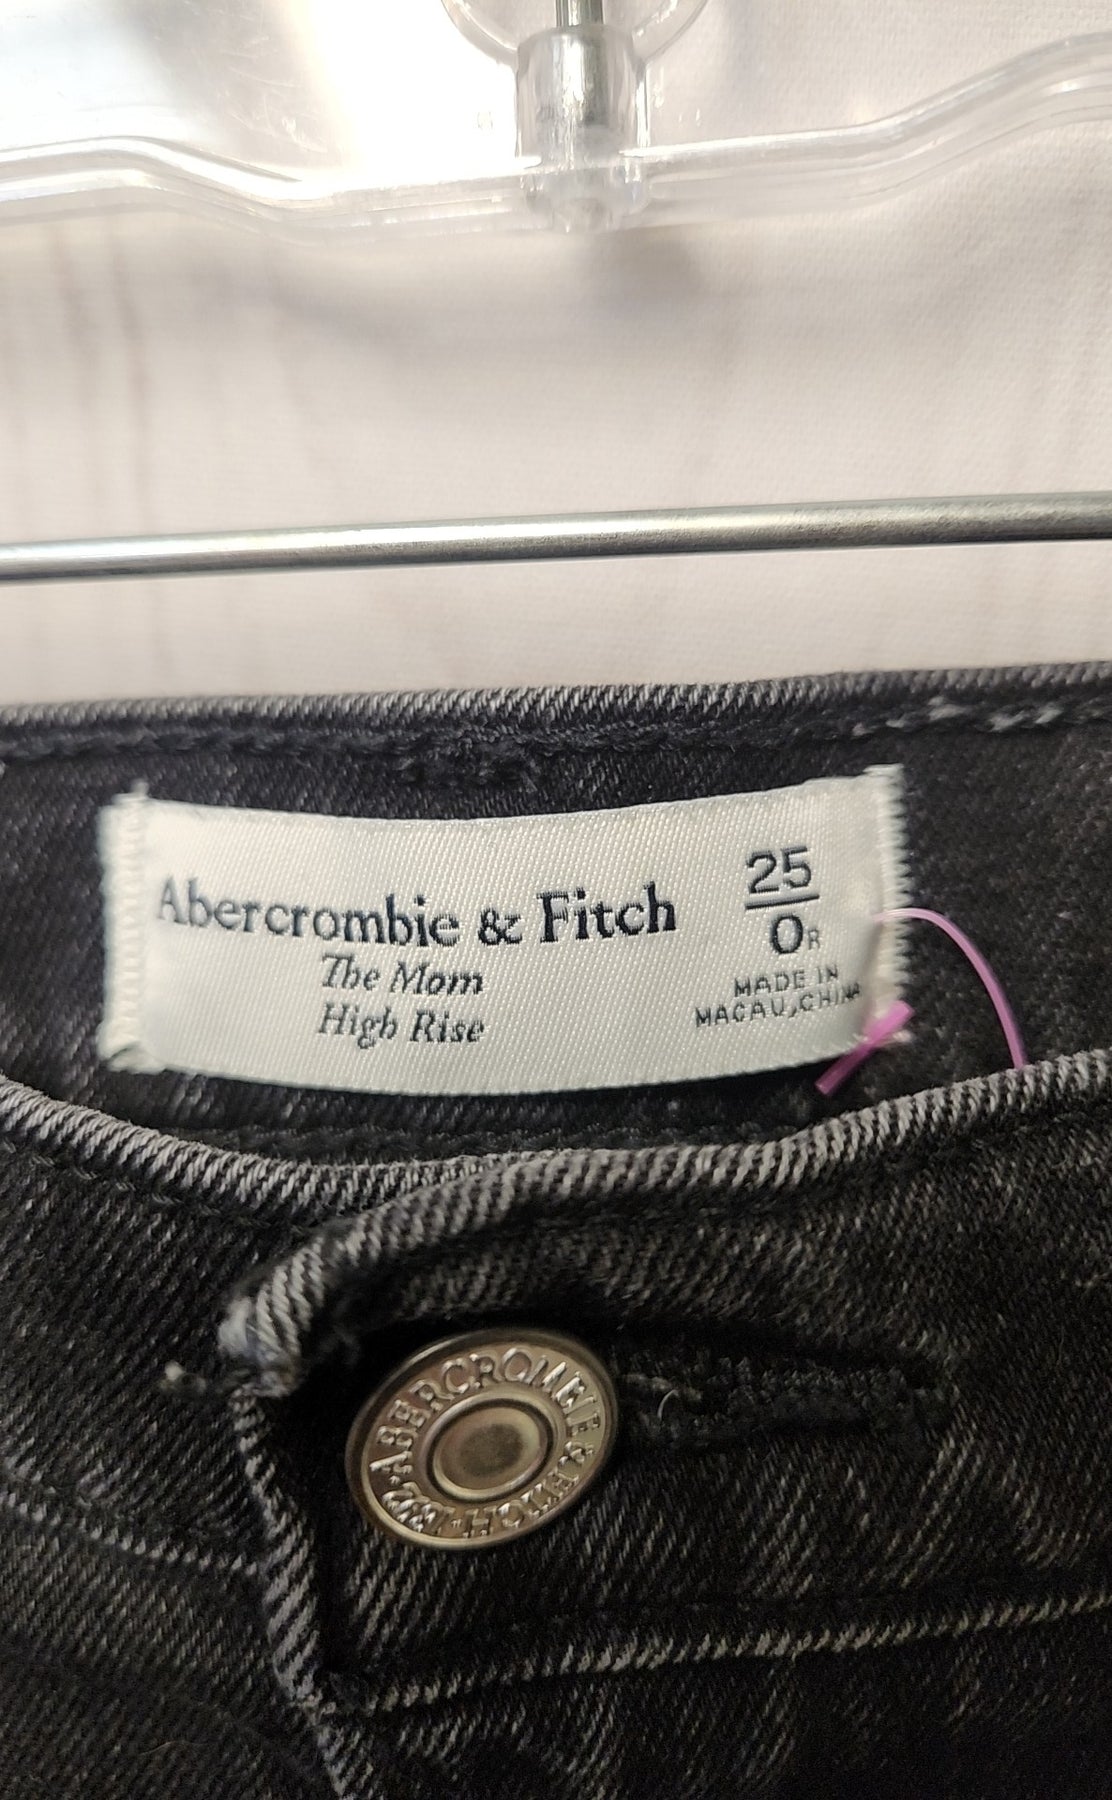 Abercrombie & Fitch
The Mom
High Rise
25
0R
MADE IN
MACAU, CHINA
ABERCROMBIE & FITCH · 1892 ·